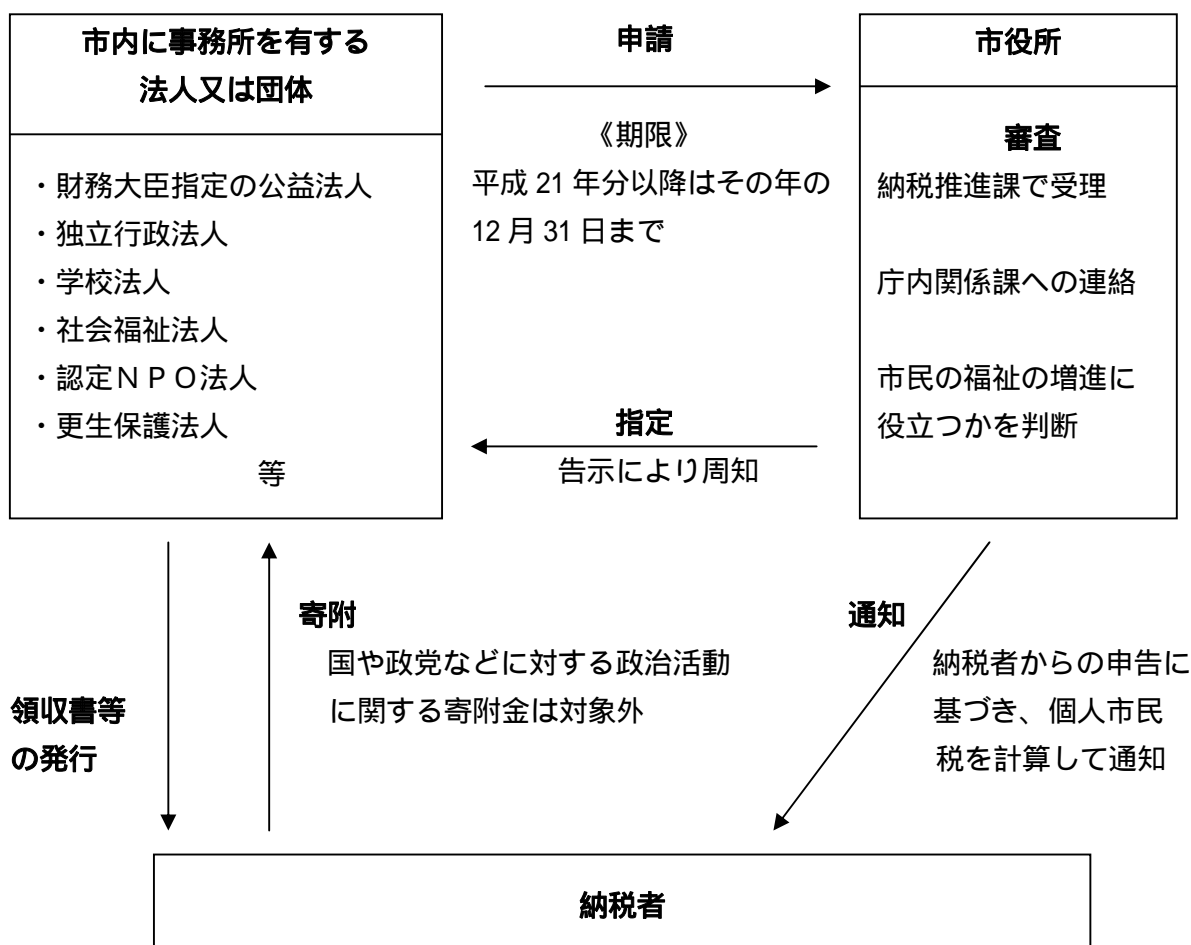 市内に事務所を有する
法人又は団体
・財務大臣指定の公益法人
・独立行政法人
・学校法人
・社会福祉法人
・認定ＮＰＯ法人
・更生保護法人
等
申請
《期限》
平成 21 年分以降はその年の
12 月 31 日まで
指定
告示により周知
市役所
審査
納税推進課で受理
庁内関係課への連絡
市民の福祉の増進に
役立つかを判断
領収書等
の発行
寄附
国や政党などに対する政治活動
に関する寄附金は対象外
通知
納税者からの申告に
基づき、個人市民
税を計算して通知
納税者